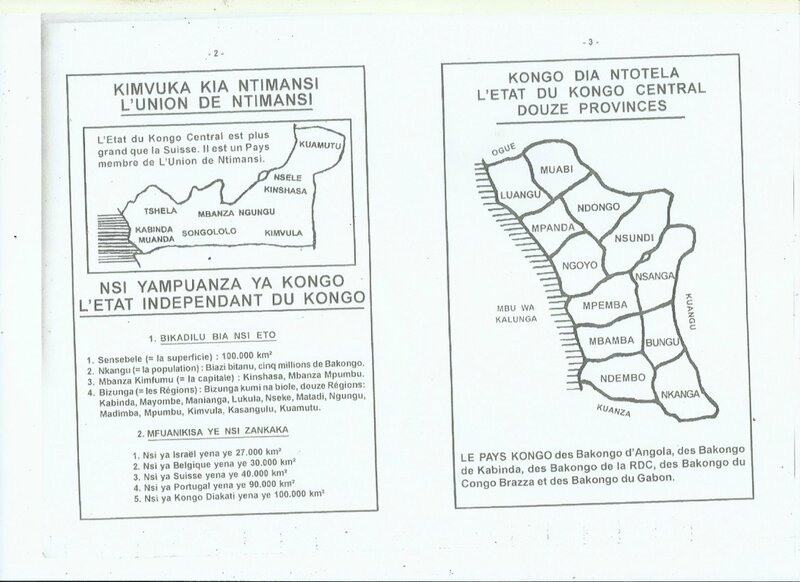 - 2 -
KIMVUKA KIA NTIMANSI
L'UNION DE NTIMANSI
L'Etat du Kongo Central est plus
grand que la Suisse. Il est un Pays
membre de L'Union de Ntimansi.
KUAMUTU
NSELE
KINSHASA
TSHELA
MBANZA NGUNGU
KABINDA
MUANDA
SONGOLOLO
KIMVULA
NSI YAMPUANZA YA KONGO
L'ETAT INDEPENDANT DU KONGO
1. BIKADILU BIA NSI ETO
1. Sensebele (= la superficie) : 100.000 km²
2. Nkangu (= la population) : Biazi bitanu, cinq millions de Bakongo.
3. Mbanza Kimfumu (= la capitale) : Kinshasa, Mbanza Mpumbu.
4. Bizunga (= les Régions) : Bizunga kumi na biole, douze Régions:
Kabinda, Mayombe, Manianga, Lukula, Nseke, Matadi, Ngungu,
Madimba, Mpumbu, Kimvula, Kasangulu, Kuamutu.
2. MFUANIKISA YE NSI ZANKAKA
1. Nsi ya Israël yena ye 27.000 km²
2. Nsi ya Belgique yena ye 30.000 km²
3. Nsi ya Suisse yena ye 40.000 km²
4. Nsi ya Portugal yena ye 90.000 km²
5. Nsi ya Kongo Diakati yena ye 100.000 km²
- 3 -
KONGO DIA NTOTELA
L'ETAT DU KONGO CENTRAL
DOUZE PROVINCES
OGUE
MUABI
LUANGU
NDONGO
MPANDA
NSUNDI
NGOYO
NSANGA
MBU WA
KALUNGA
MPEMBA
KUANGU
MBAMBA
BUNGU
NDEMBO
NKANGA
KUANZA
LE PAYS KONGO des Bakongo d'Angola, des Bakongo
de Kabinda, des Bakongo de la RDC, des Bakongo du
Congo Brazza et des Bakongo du Gabon.